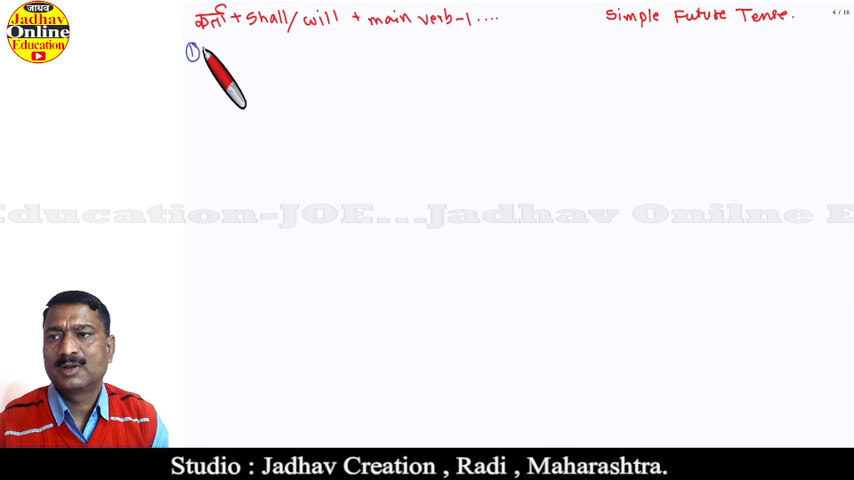 जाधव
Jadhav
Online
Education
कर्ता + Shall/will + main verb-1....
Simple Future Tense.
4 / 18
①
Education-JOE...Jadhav Onilne E
Studio : Jadhav Creation , Radi , Maharashtra.